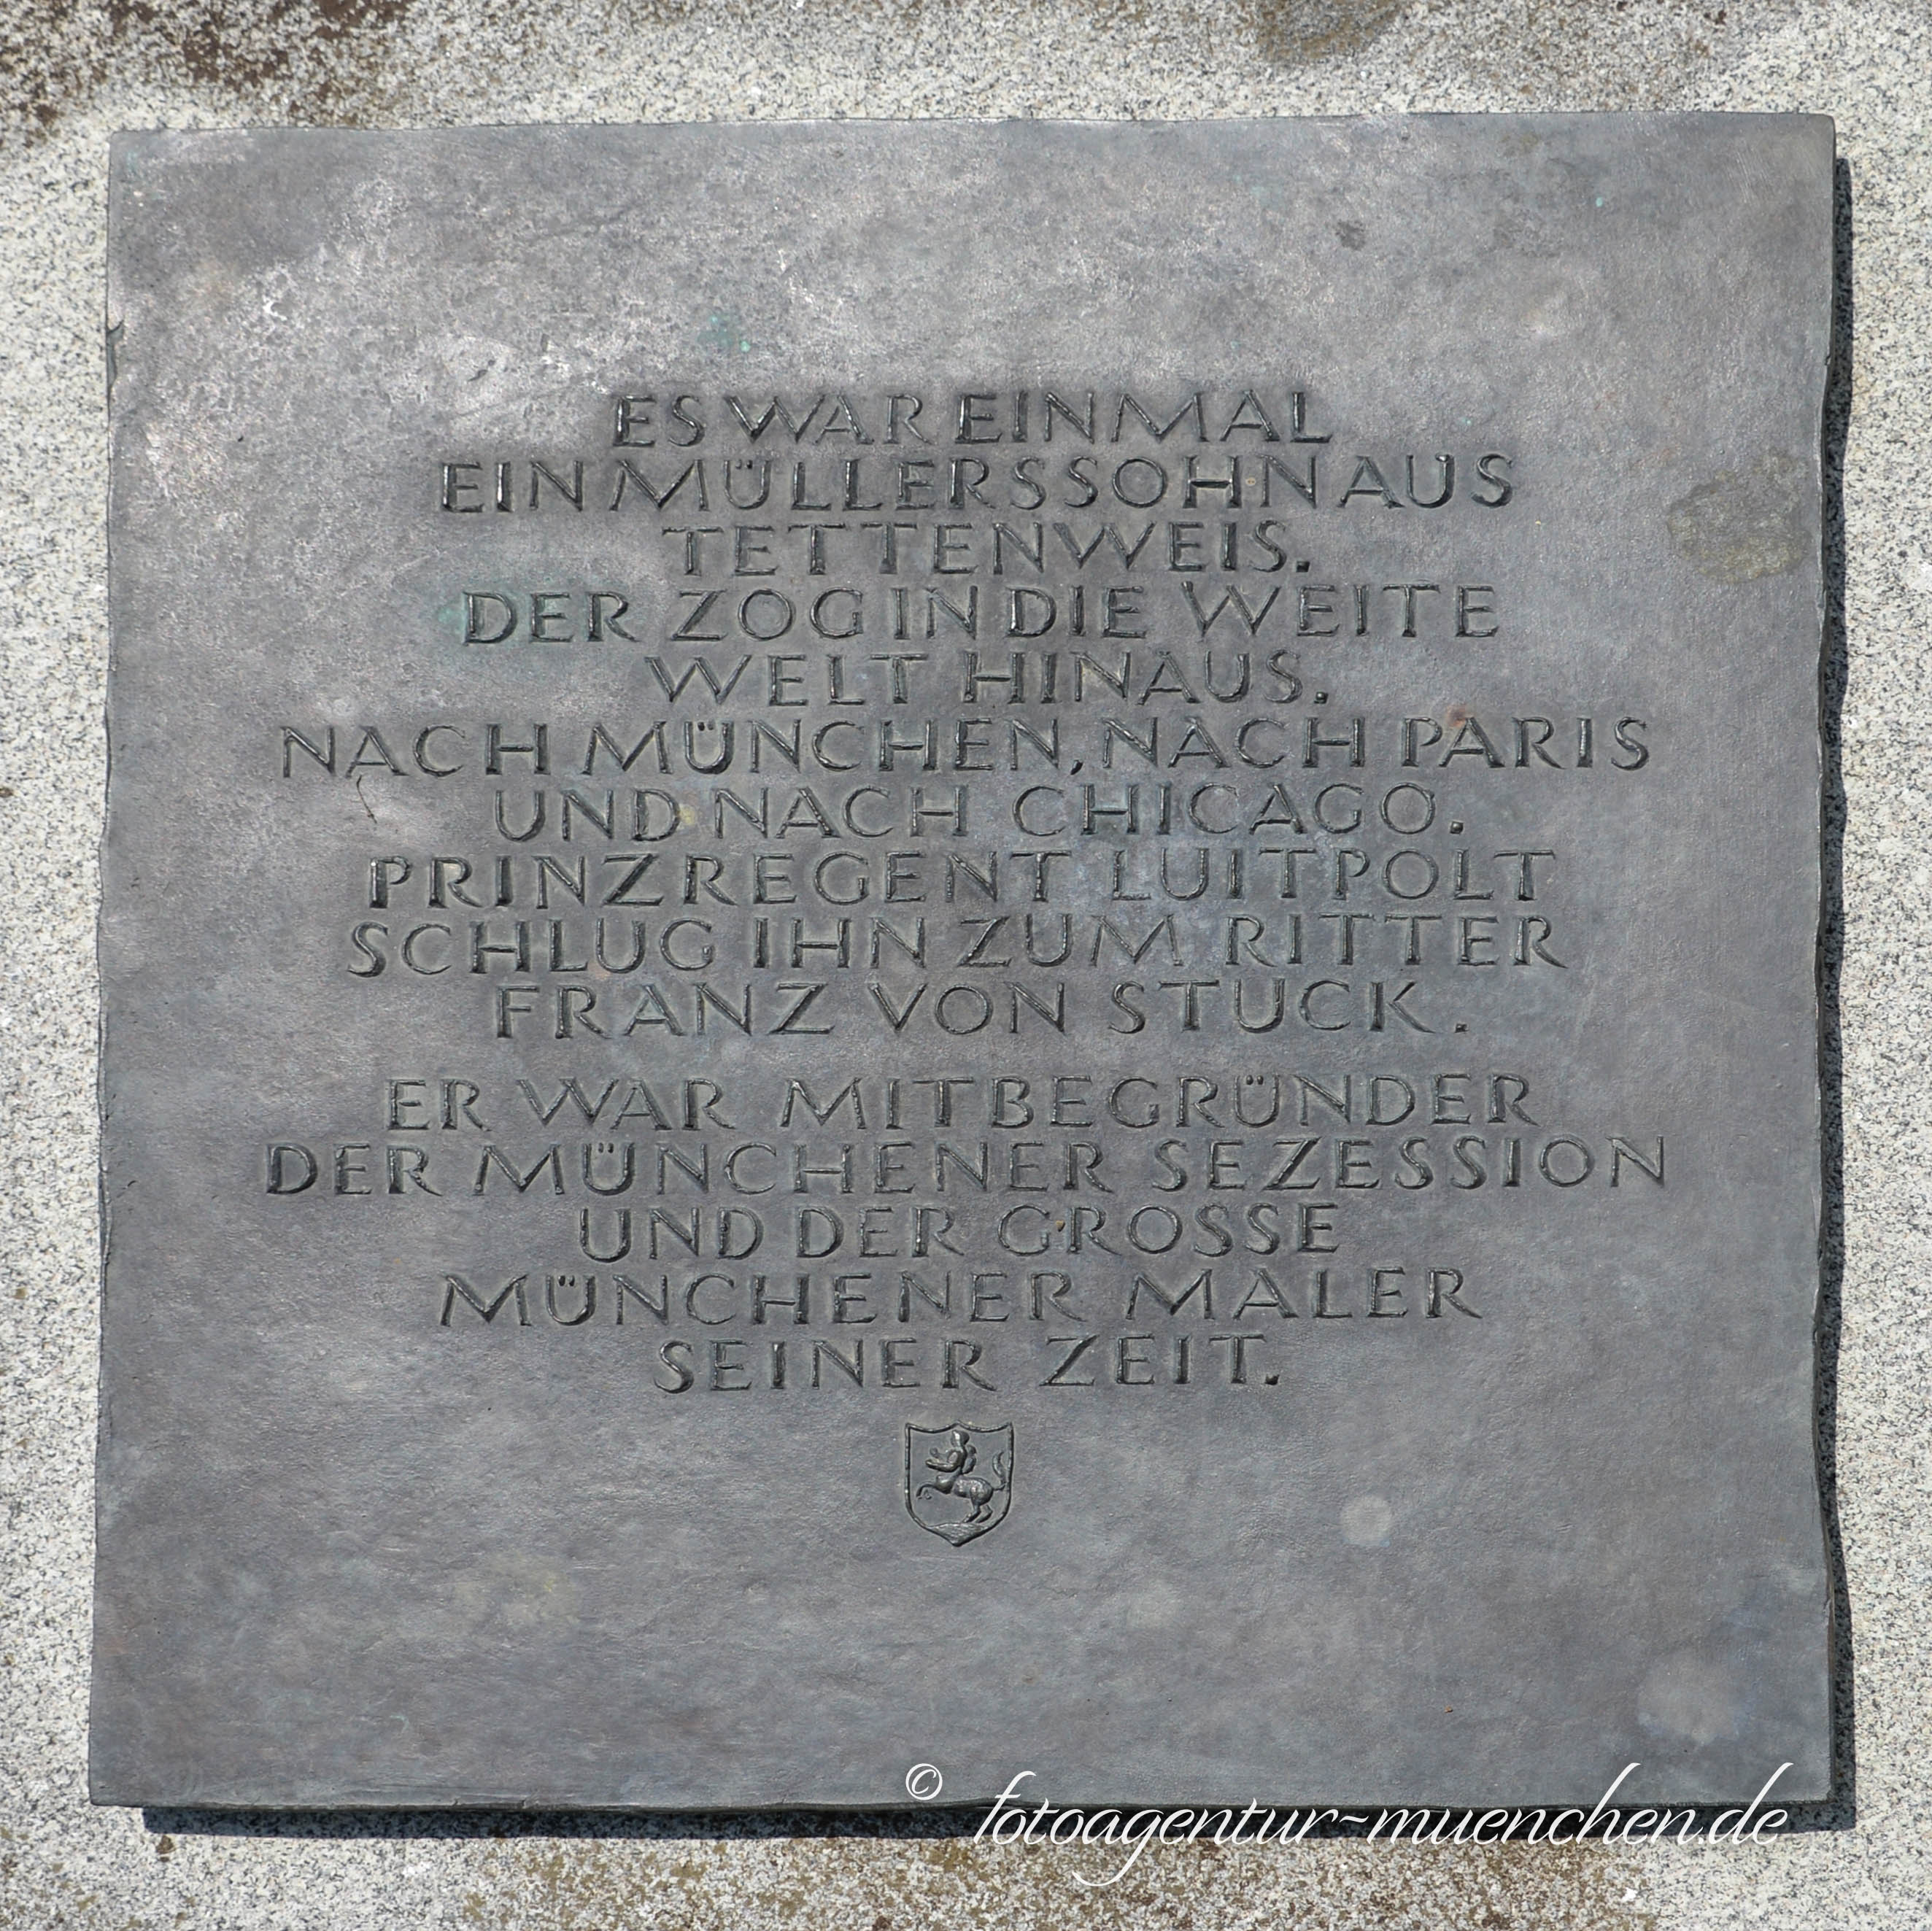 ES WAR EINMAL
EIN MÜLLERSSOHN AUS
TETTENWEIS.
DER ZOG IN DIE WEITE
WELT HINAUS.
NACH MÜNCHEN, NACH PARIS
UND NACH CHICAGO.
PRINZREGENT LUITPOLT
SCHLUG IHN ZUM RITTER
FRANZ VON STUCK.
ER WAR MITBEGRÜNDER
DER MÜNCHENER SEZESSION
UND DER GROSSE
MÜNCHENER MALER
SEINER ZEIT.
© fotoagentur-muenchen.de